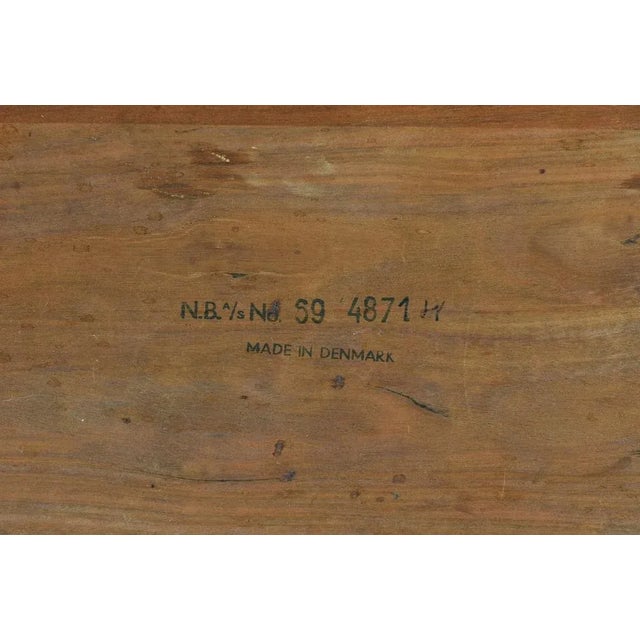 N.B. A/s No. 69 4871 H
MADE IN DENMARK